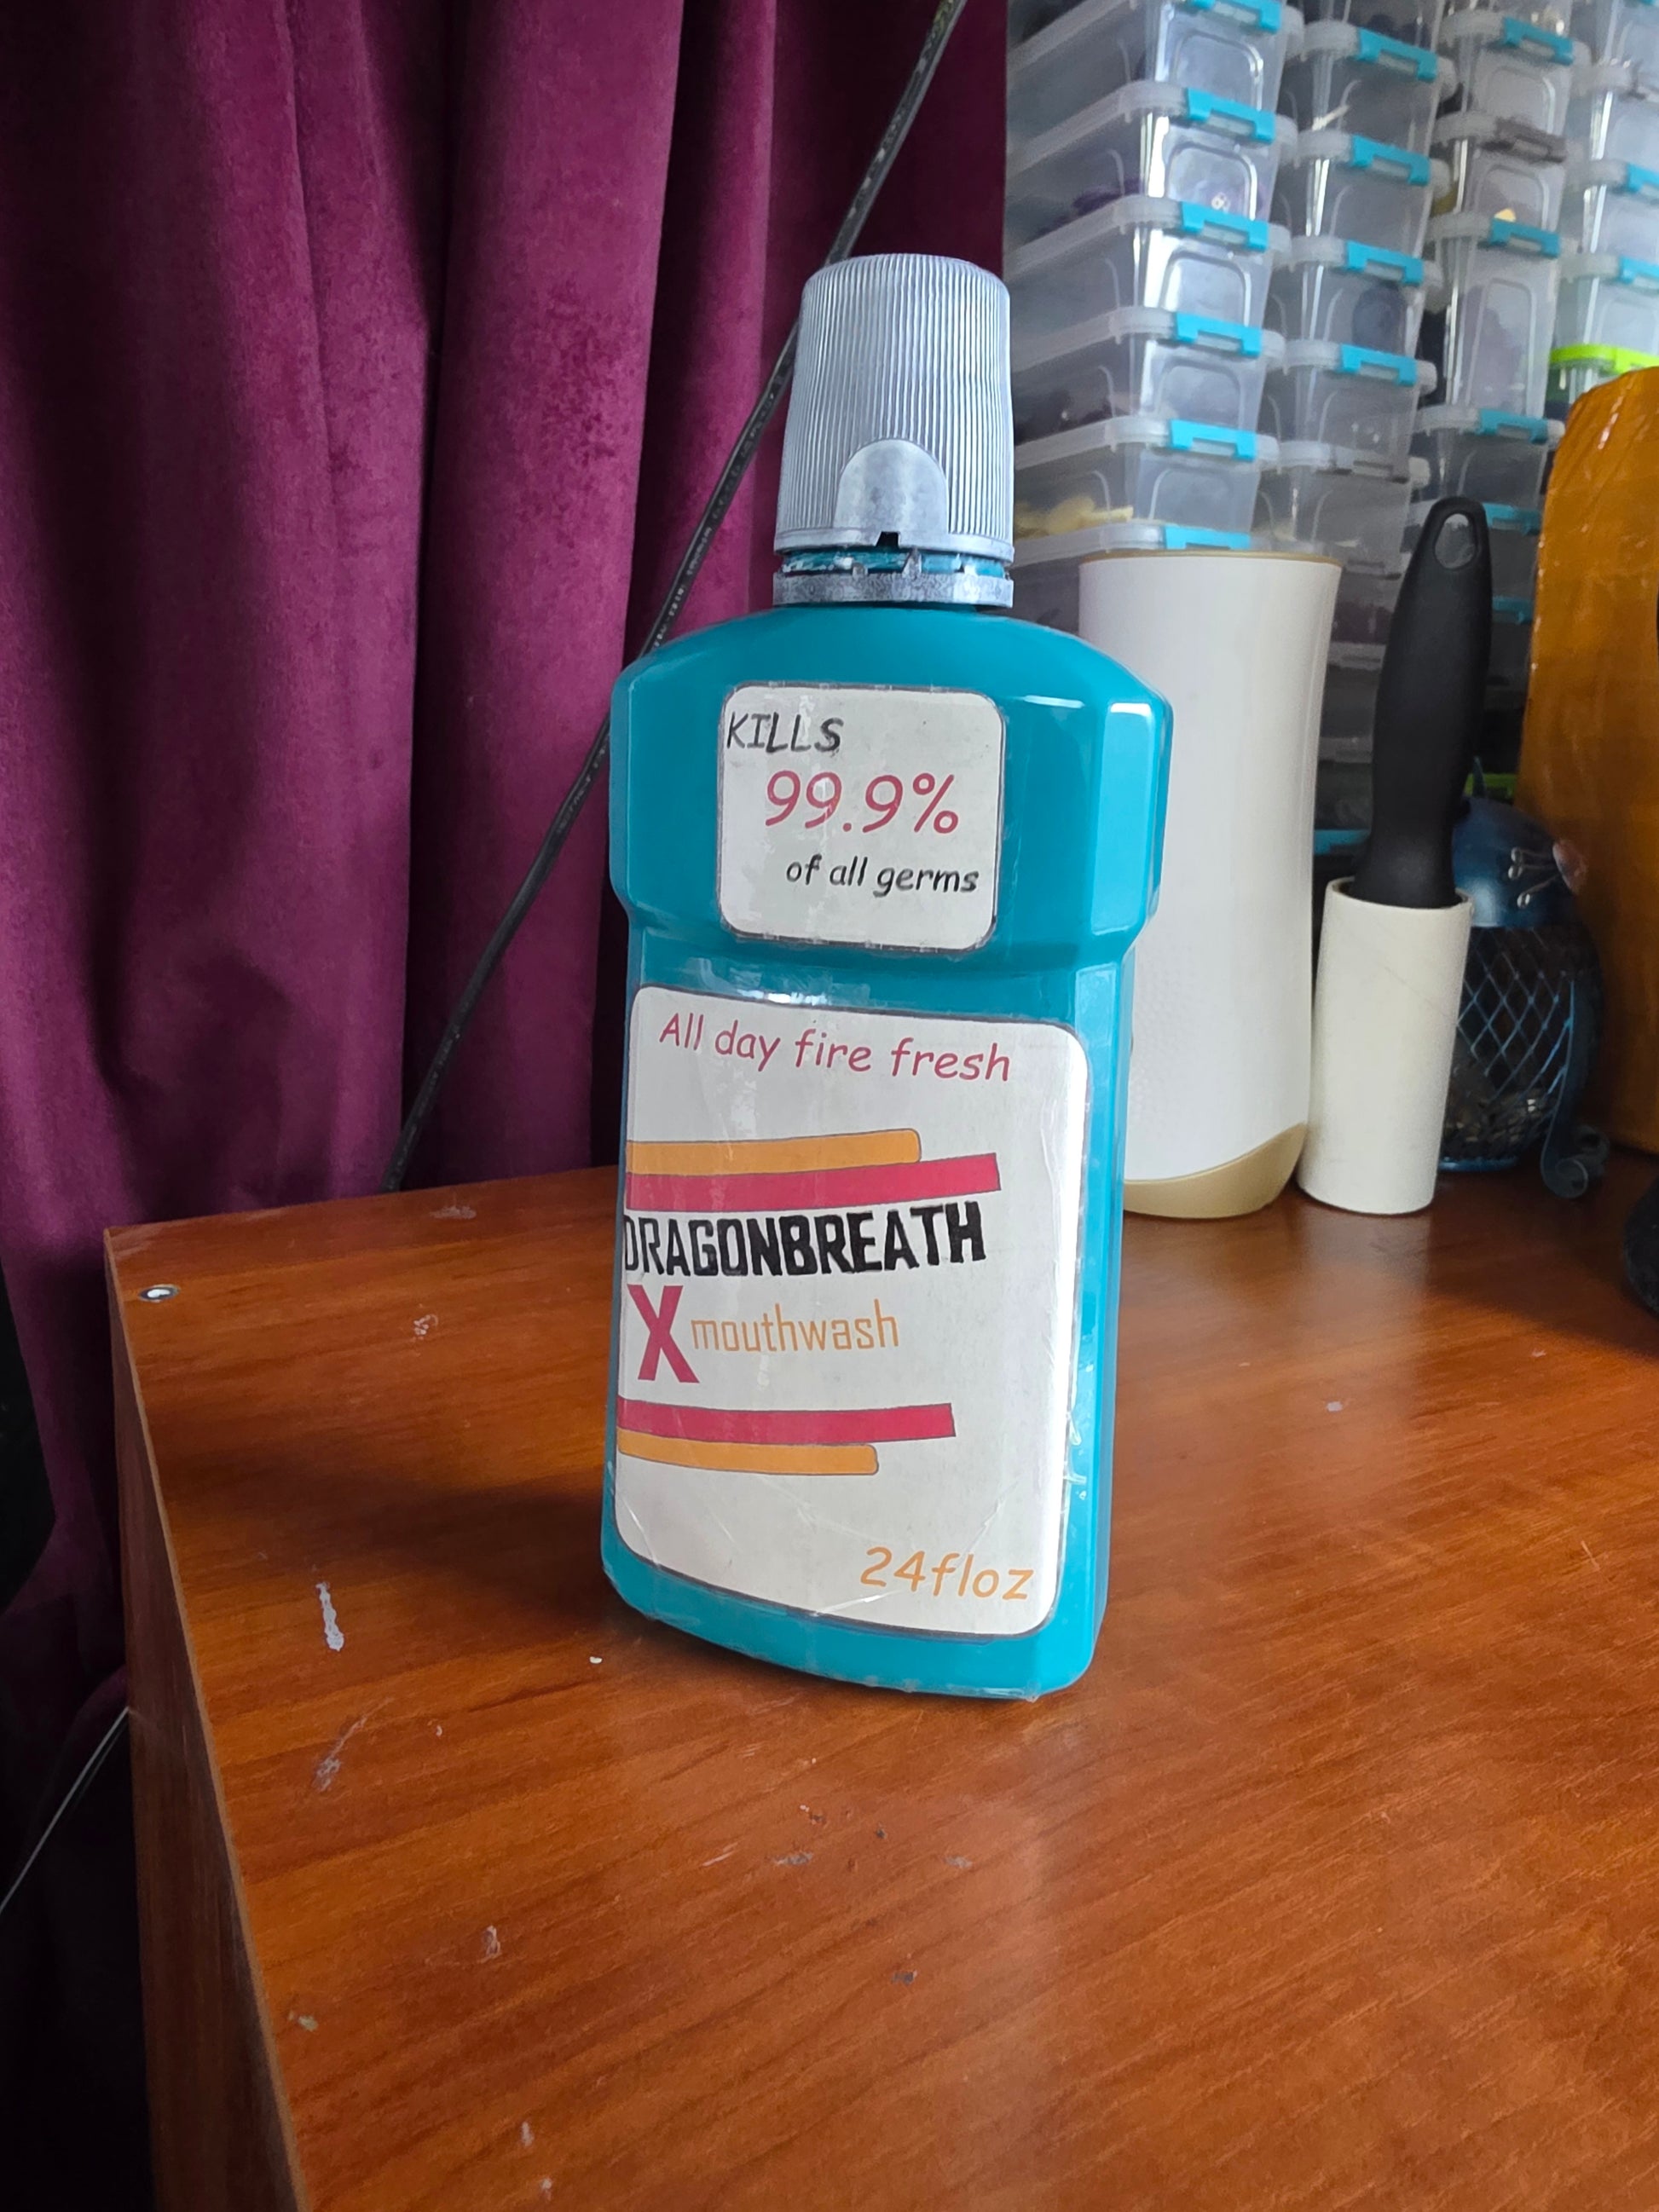 KILLS
99.9%
of all germs
All day fire fresh
DRAGONBREATH
X mouthwash
24floz